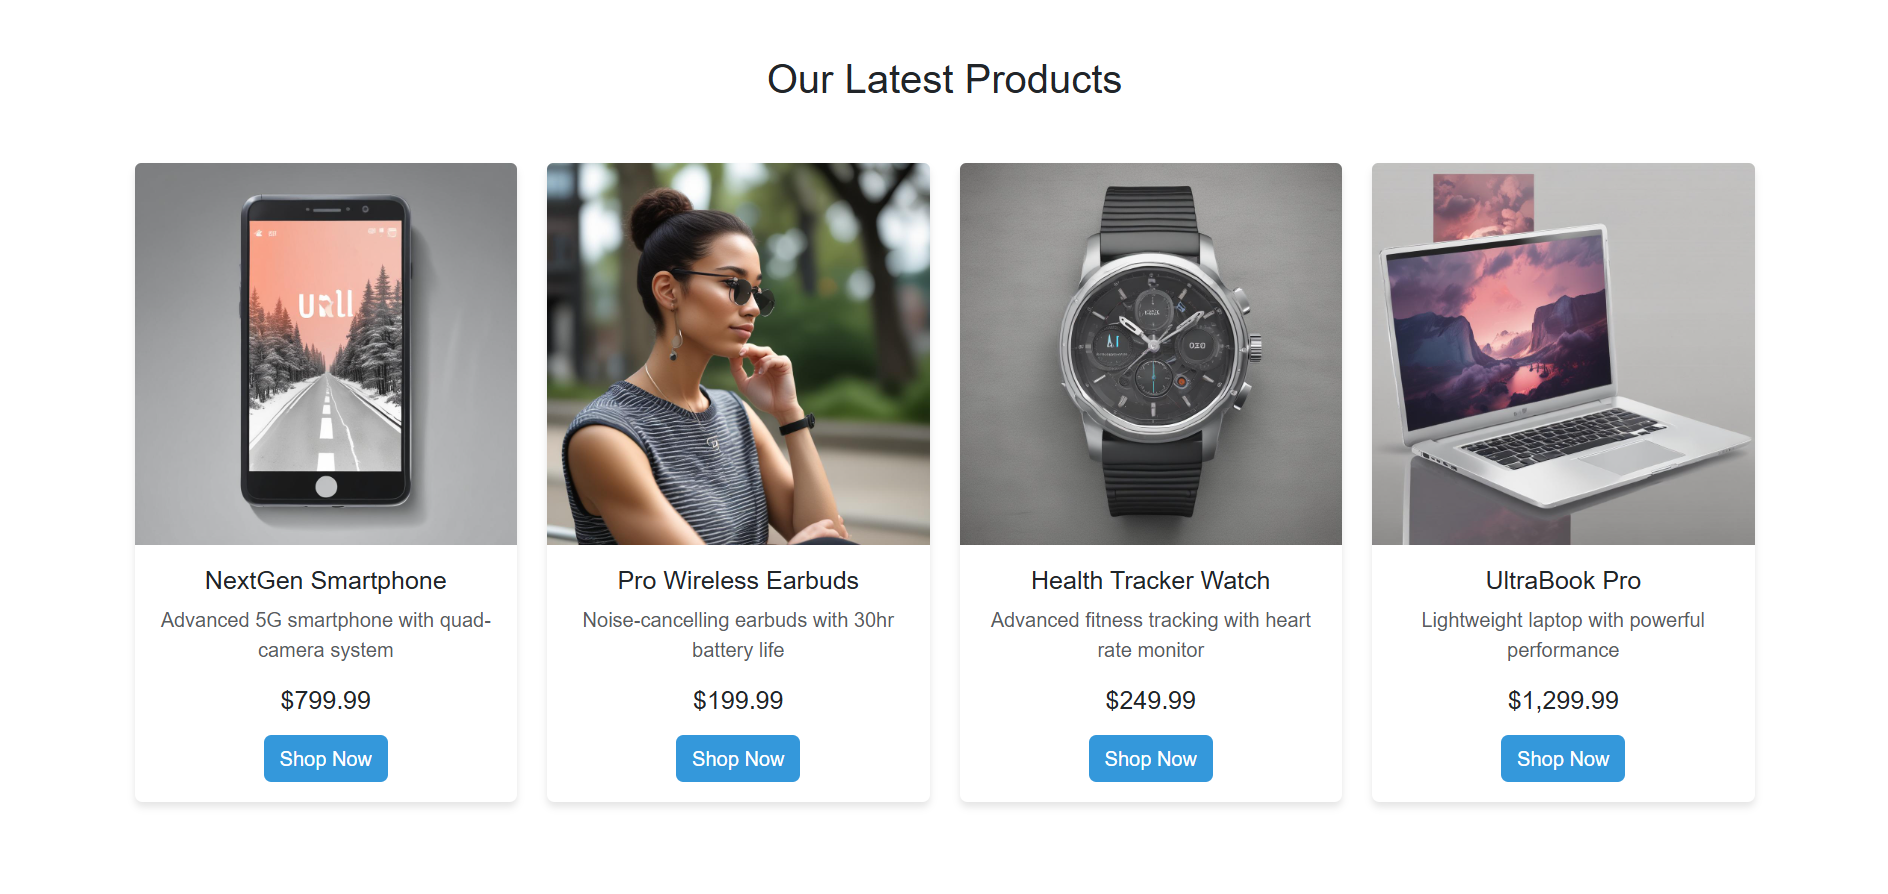 Our Latest Products
NextGen Smartphone
Advanced 5G smartphone with quad-
camera system
$799.99
Shop Now
Pro Wireless Earbuds
Noise-cancelling earbuds with 30hr
battery life
$199.99
Shop Now
Health Tracker Watch
Advanced fitness tracking with heart
rate monitor
$249.99
Shop Now
UltraBook Pro
Lightweight laptop with powerful
performance
$1,299.99
Shop Now